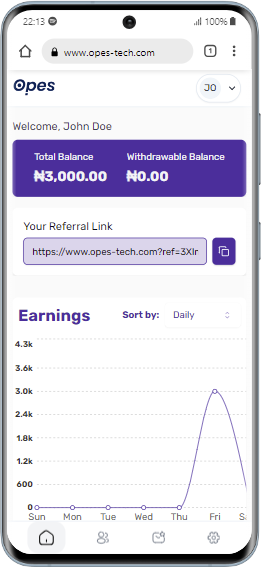 22:13
100%
www.opes-tech.com
1
Opes
JO
Welcome, John Doe
Total Balance
Withdrawable Balance
₦3,000.00
₦0.00
Your Referral Link
https://www.opes-tech.com?ref=3XIr
Earnings
Sort by:
Daily
4.3k
3.6k
3.0k
2.4k
1.8k
1.2k
600
0
Sun Mon Tue Wed Thu Fri